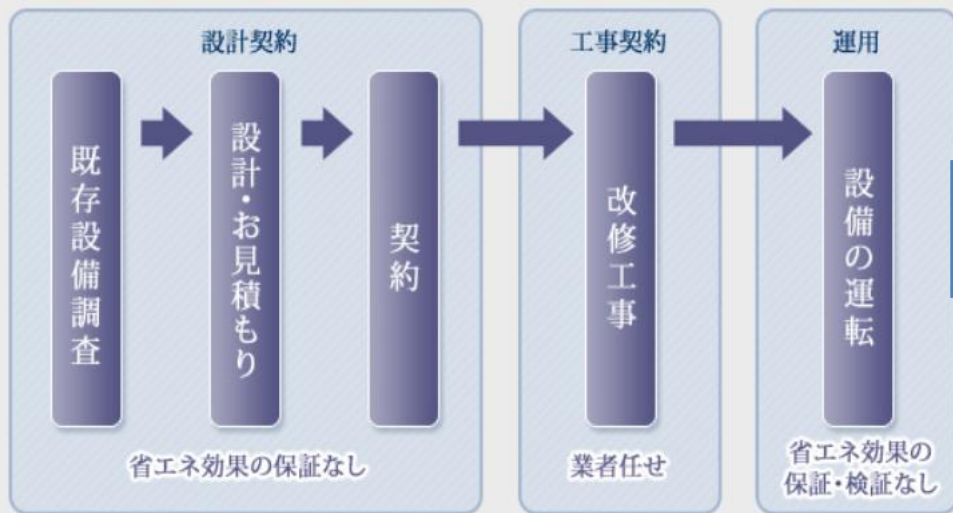 設計契約
既存設備調査
設計・お見積もり
契約
省エネ効果の保証なし
工事契約
改修工事
業者任せ
運用
設備の運転
省エネ効果の
保証・検証なし